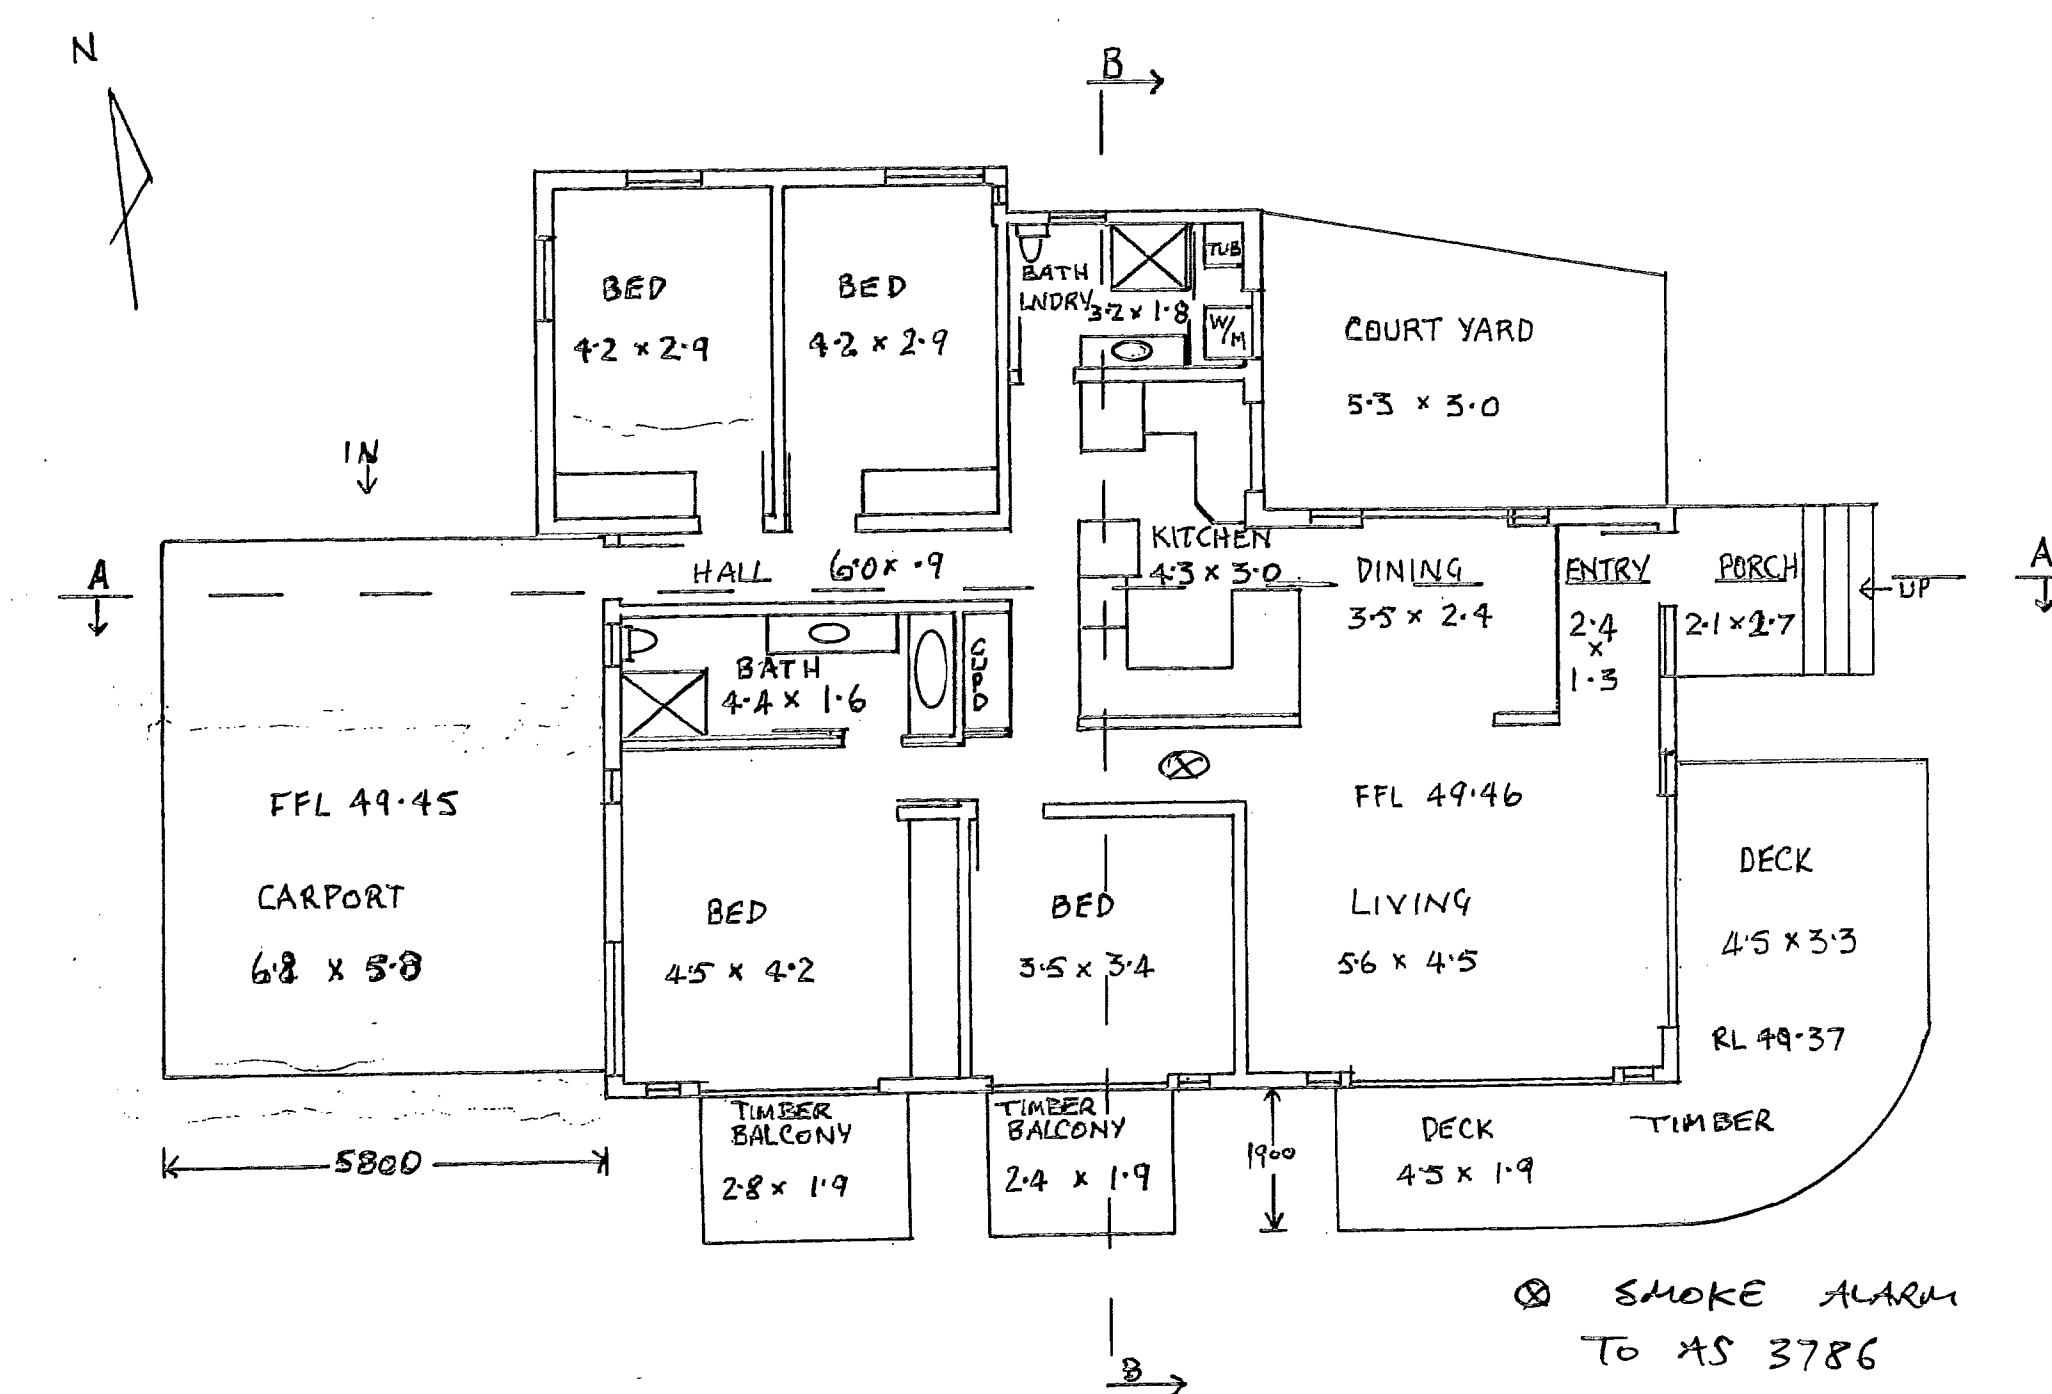 N
B
BED
4.2 x 2.9
BED
4.2 x 2.9
BATH
LNDRY
3.2 x 1.8
TUB
W/M
COURT YARD
5.3 x 3.0
IN
A
HALL 6.0 x .9
KITCHEN
4.3 x 3.0
DINING
3.5 x 2.4
ENTRY
2.4
x
1.3
PORCH
2.1 x 2.7
UP
A
BATH
4.4 x 1.6
CUPD
FFL 49.45
CARPORT
6.8 x 5.8
BED
4.5 x 4.2
BED
3.5 x 3.4
FFL 49.46
LIVING
5.6 x 4.5
DECK
4.5 x 3.3
RL 49.37
5800
TIMBER
BALCONY
2.8 x 1.9
TIMBER
BALCONY
2.4 x 1.9
1900
DECK
4.5 x 1.9
TIMBER
B
⊗ SMOKE ALARM
TO AS 3786